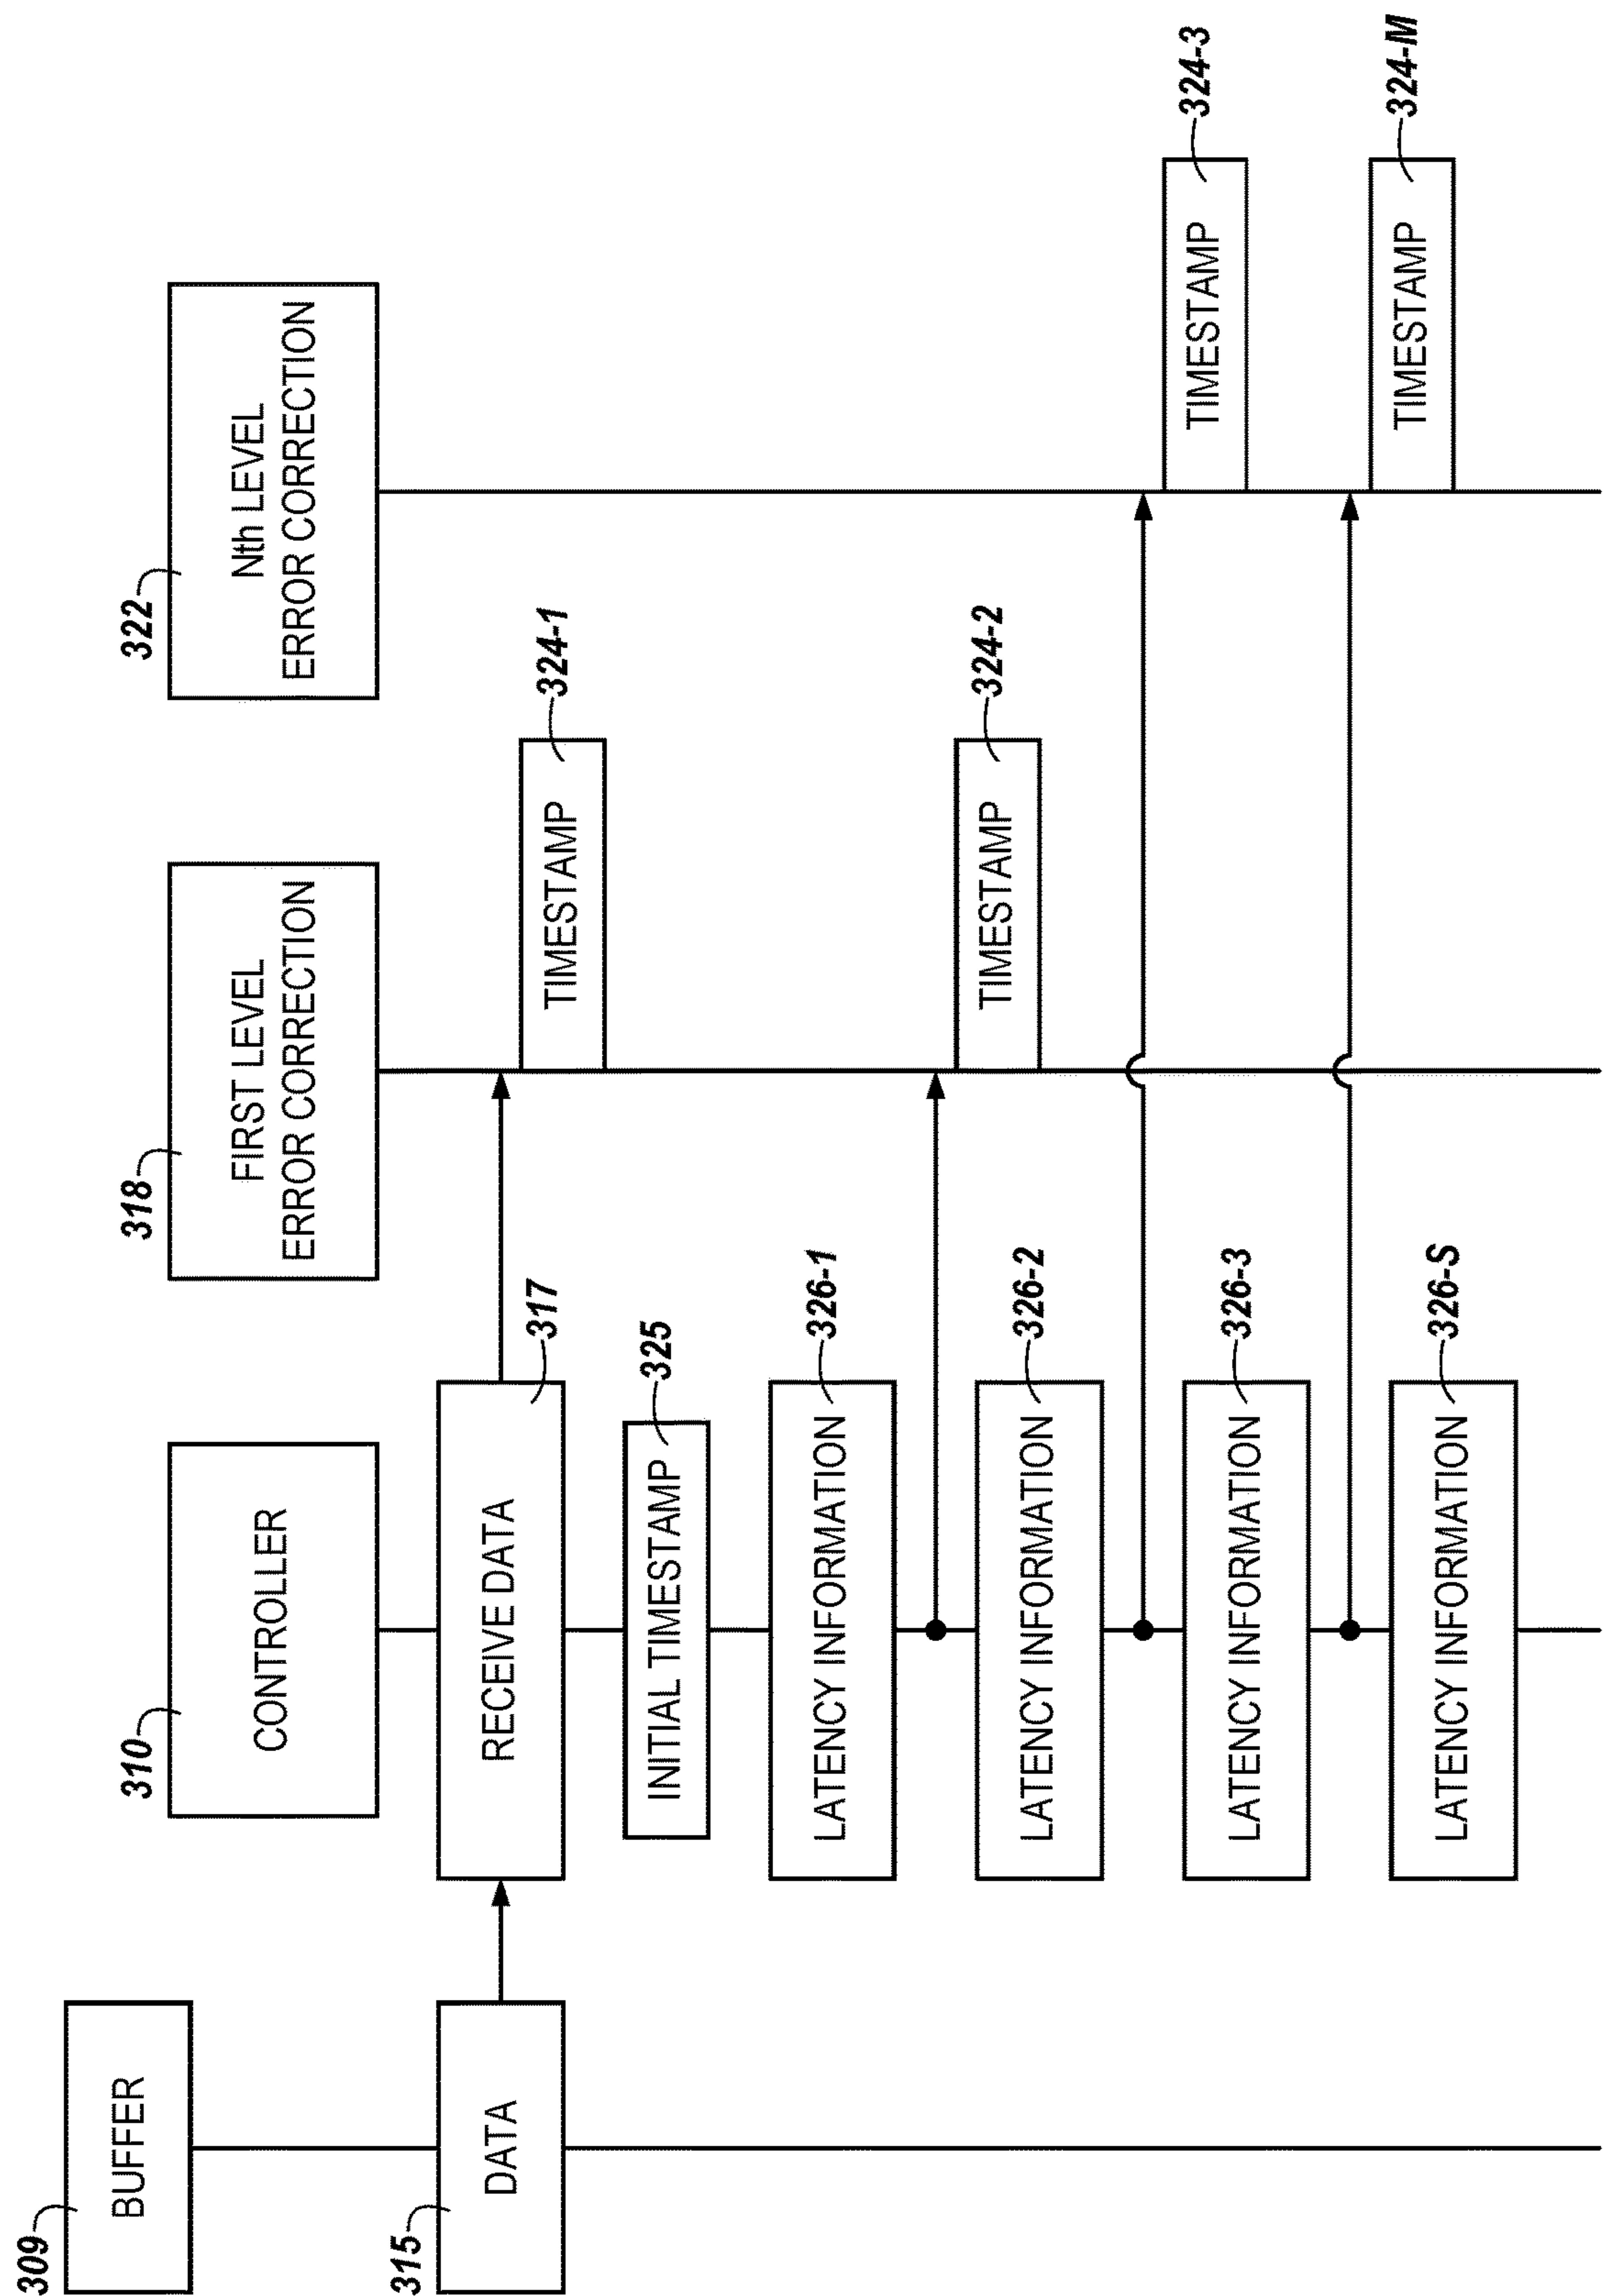 309
BUFFER
310
CONTROLLER
318
FIRST LEVEL
ERROR CORRECTION
322
Nth LEVEL
ERROR CORRECTION
315
DATA
RECEIVE DATA
317
TIMESTAMP
324-1
INITIAL TIMESTAMP
325
LATENCY INFORMATION
326-1
TIMESTAMP
324-2
LATENCY INFORMATION
326-2
TIMESTAMP
324-3
LATENCY INFORMATION
326-3
TIMESTAMP
324-M
LATENCY INFORMATION
326-S